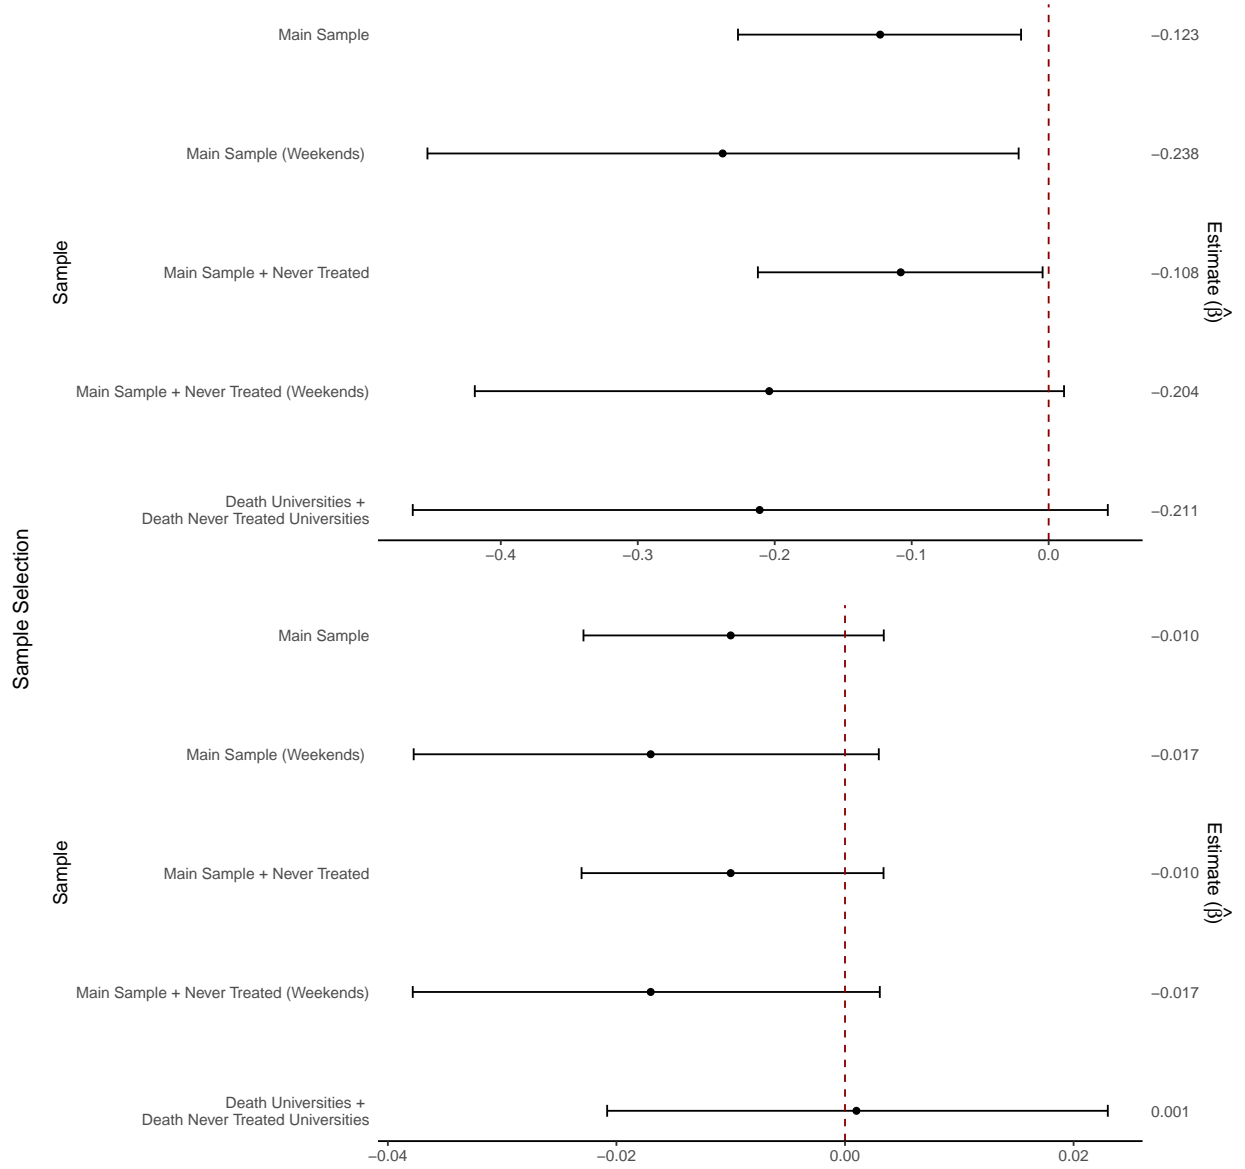 Sample Selection
Sample
Main Sample
−0.123
Main Sample (Weekends)
−0.238
Main Sample + Never Treated
−0.108
Main Sample + Never Treated (Weekends)
−0.204
Death Universities +
Death Never Treated Universities
−0.211
Estimate (β̂)
−0.4
−0.3
−0.2
−0.1
0.0
Sample
Main Sample
−0.010
Main Sample (Weekends)
−0.017
Main Sample + Never Treated
−0.010
Main Sample + Never Treated (Weekends)
−0.017
Death Universities +
Death Never Treated Universities
0.001
Estimate (β̂)
−0.04
−0.02
0.00
0.02